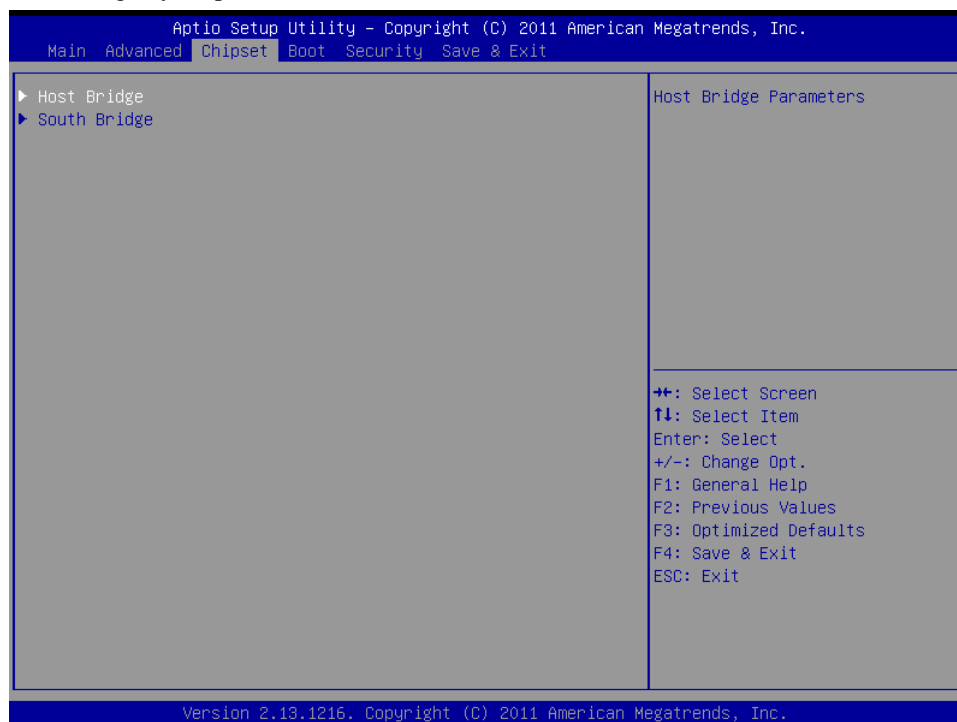 Aptio Setup Utility – Copyright (C) 2011 American Megatrends, Inc.
Main Advanced Chipset Boot Security Save & Exit
Host Bridge
South Bridge
Host Bridge Parameters
→←: Select Screen
↑↓: Select Item
Enter: Select
+/-: Change Opt.
F1: General Help
F2: Previous Values
F3: Optimized Defaults
F4: Save & Exit
ESC: Exit
Version 2.13.1216. Copyright (C) 2011 American Megatrends, Inc.